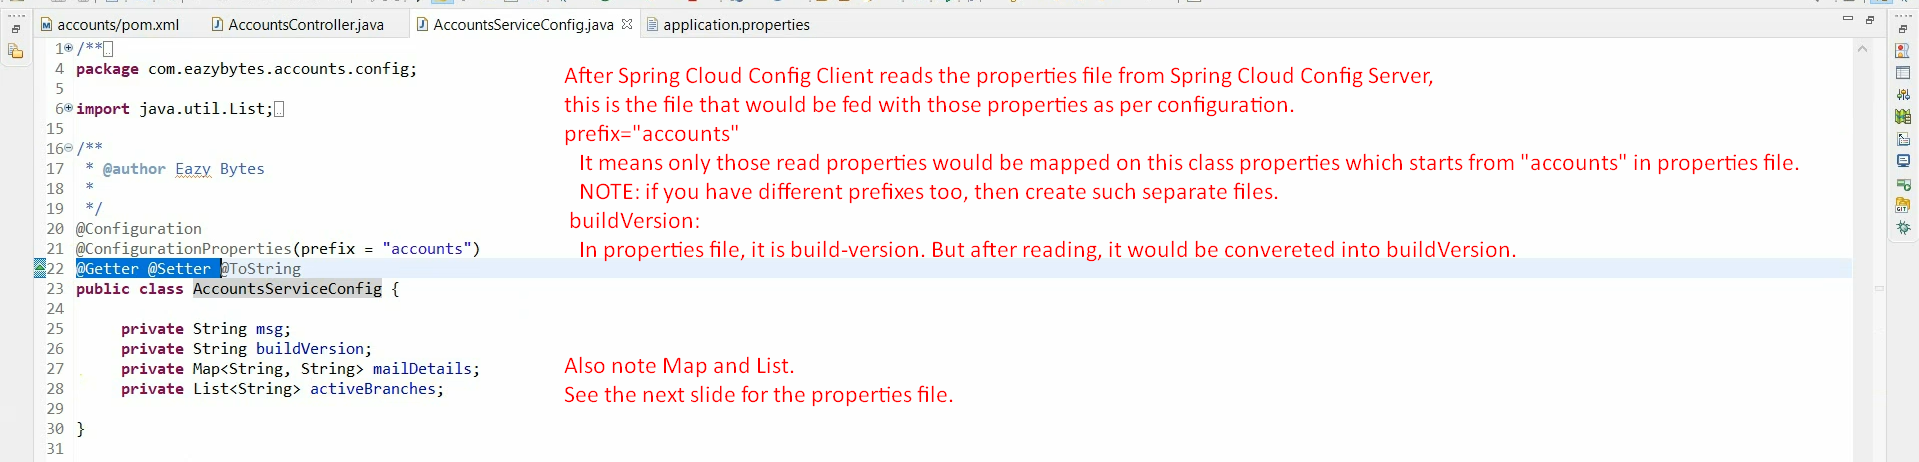 accounts/pom.xml
AccountsController.java
AccountsServiceConfig.java
application.properties
1 /**
4 package com.eazybytes.accounts.config;
5
6 import java.util.List;
15
16 /**
17 * @author Eazy Bytes
18 *
19 */
20 @Configuration
21 @ConfigurationProperties(prefix = "accounts")
22 @Getter @Setter @ToString
23 public class AccountsServiceConfig {
24
25 private String msg;
26 private String buildVersion;
27 private Map<String, String> mailDetails;
28 private List<String> activeBranches;
29
30 }
31
After Spring Cloud Config Client reads the properties file from Spring Cloud Config Server,
this is the file that would be fed with those properties as per configuration.
prefix="accounts"
It means only those read properties would be mapped on this class properties which starts from "accounts" in properties file.
NOTE: if you have different prefixes too, then create such separate files.
buildVersion:
In properties file, it is build-version. But after reading, it would be convereted into buildVersion.
Also note Map and List.
See the next slide for the properties file.